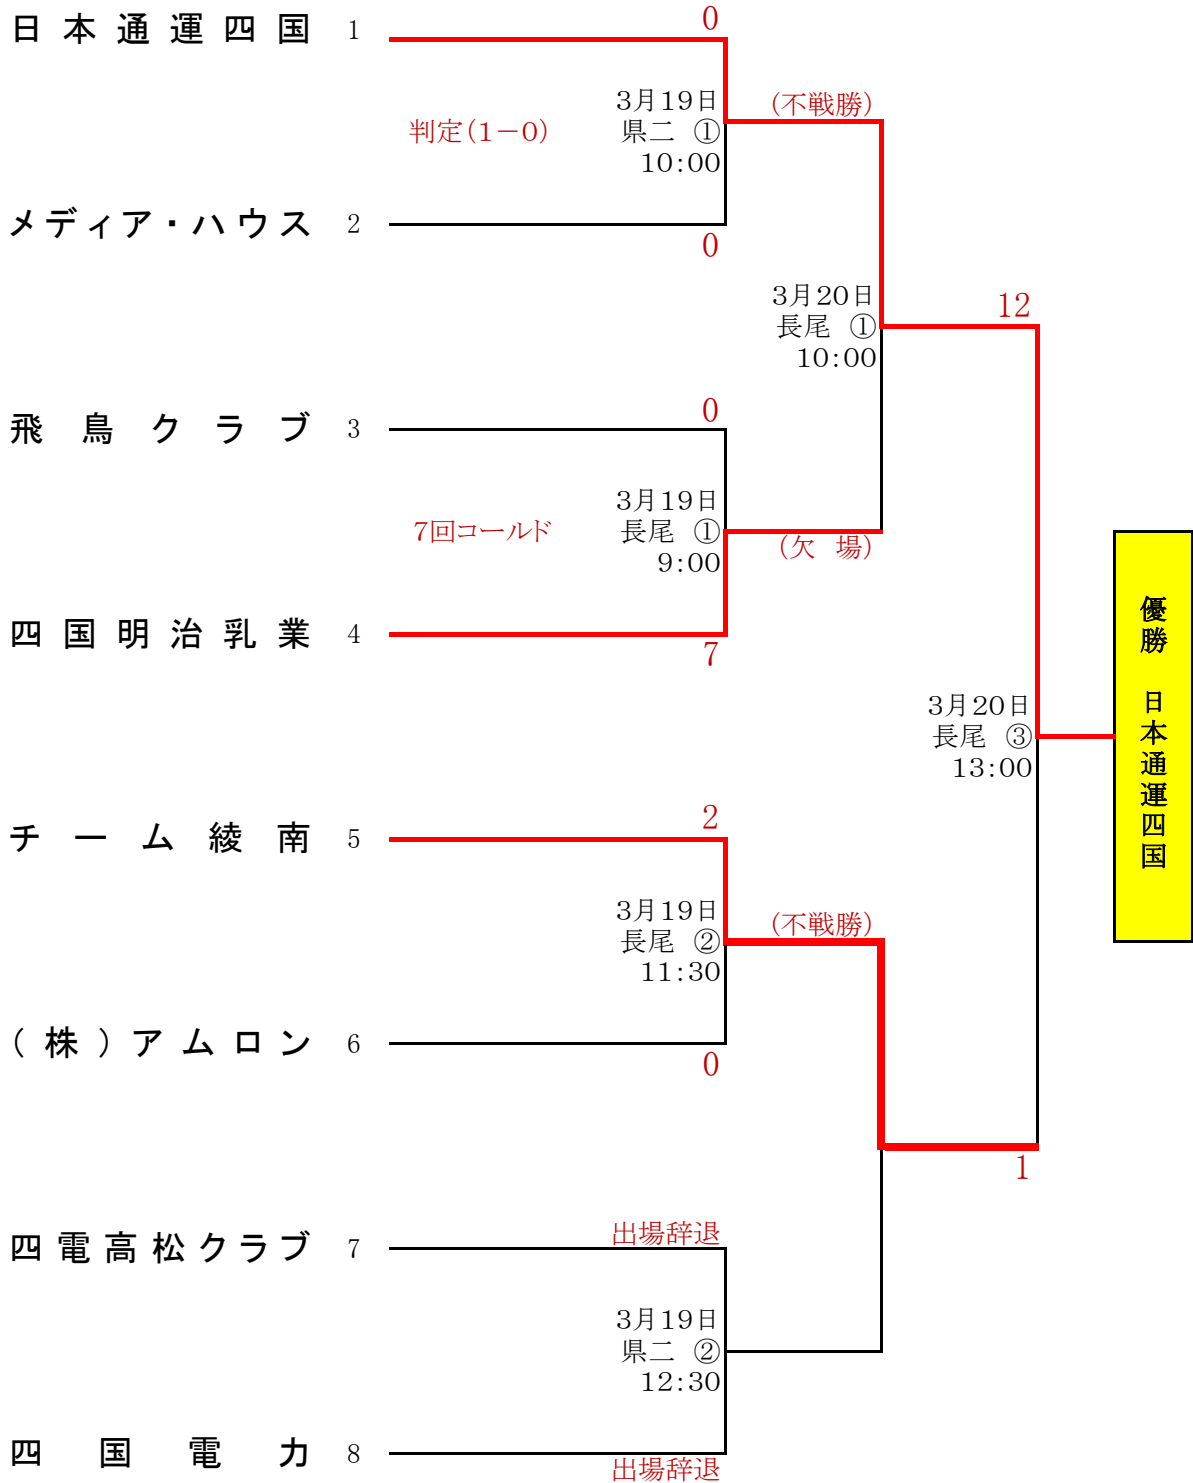 日本通運四国 1
0
判定(1－0)
3月19日
県二 ①
10:00
(不戦勝)
メディア・ハウス 2
0
3月20日
長尾 ①
10:00
12
飛鳥クラブ 3
0
7回コールド
3月19日
長尾 ①
9:00
(欠 場)
四国明治乳業 4
7
優勝 日本通運四国
3月20日
長尾 ③
13:00
チーム綾南 5
2
3月19日
長尾 ②
11:30
(不戦勝)
(株)アムロン 6
0
1
四電高松クラブ 7
出場辞退
3月19日
県二 ②
12:30
四国電力 8
出場辞退